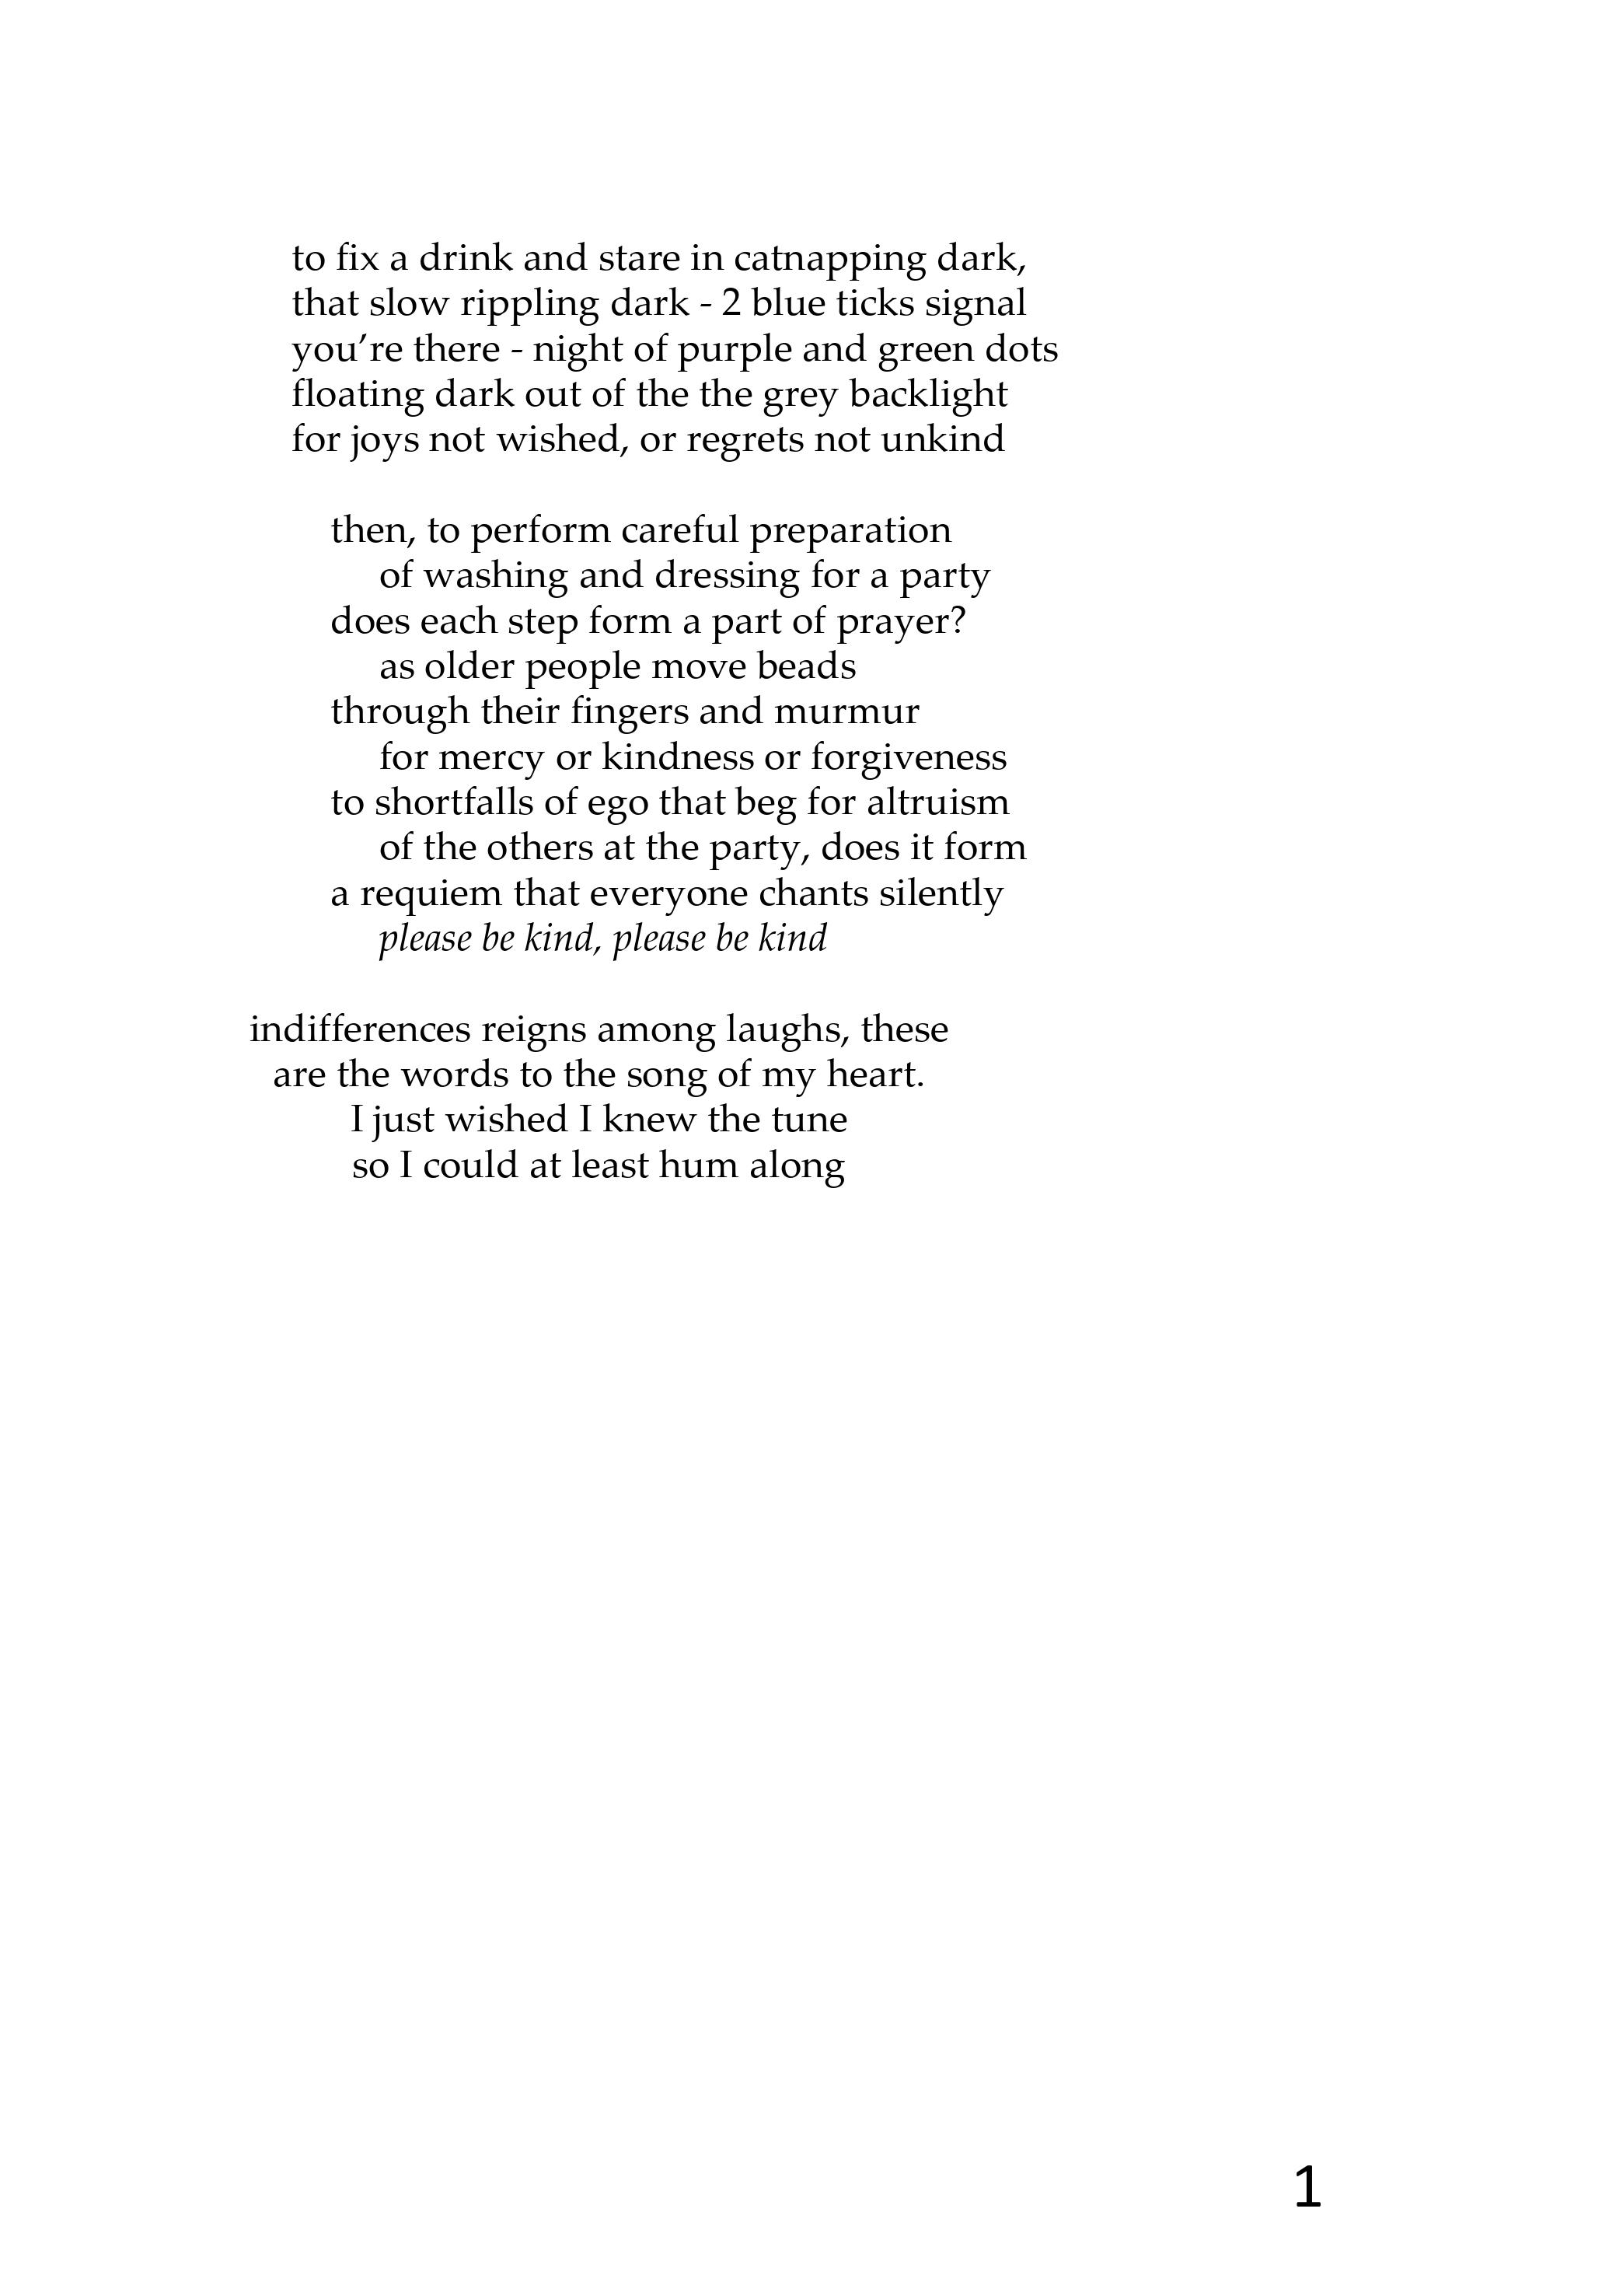 to fix a drink and stare in catnapping dark,
that slow rippling dark - 2 blue ticks signal
you’re there - night of purple and green dots
floating dark out of the the grey backlight
for joys not wished, or regrets not unkind
then, to perform careful preparation
of washing and dressing for a party
does each step form a part of prayer?
as older people move beads
through their fingers and murmur
for mercy or kindness or forgiveness
to shortfalls of ego that beg for altruism
of the others at the party, does it form
a requiem that everyone chants silently
please be kind, please be kind
indifferences reigns among laughs, these
are the words to the song of my heart.
I just wished I knew the tune
so I could at least hum along
1